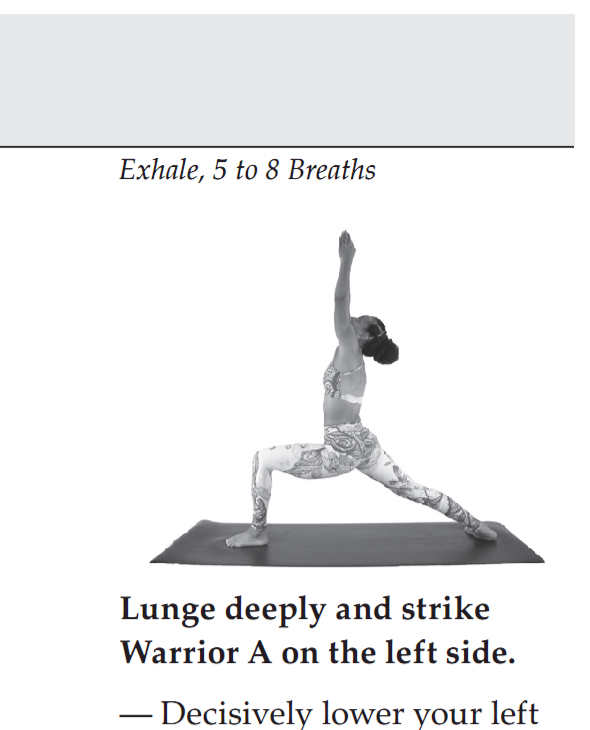 Exhale, 5 to 8 Breaths
Lunge deeply and strike
Warrior A on the left side.
— Decisively lower your left